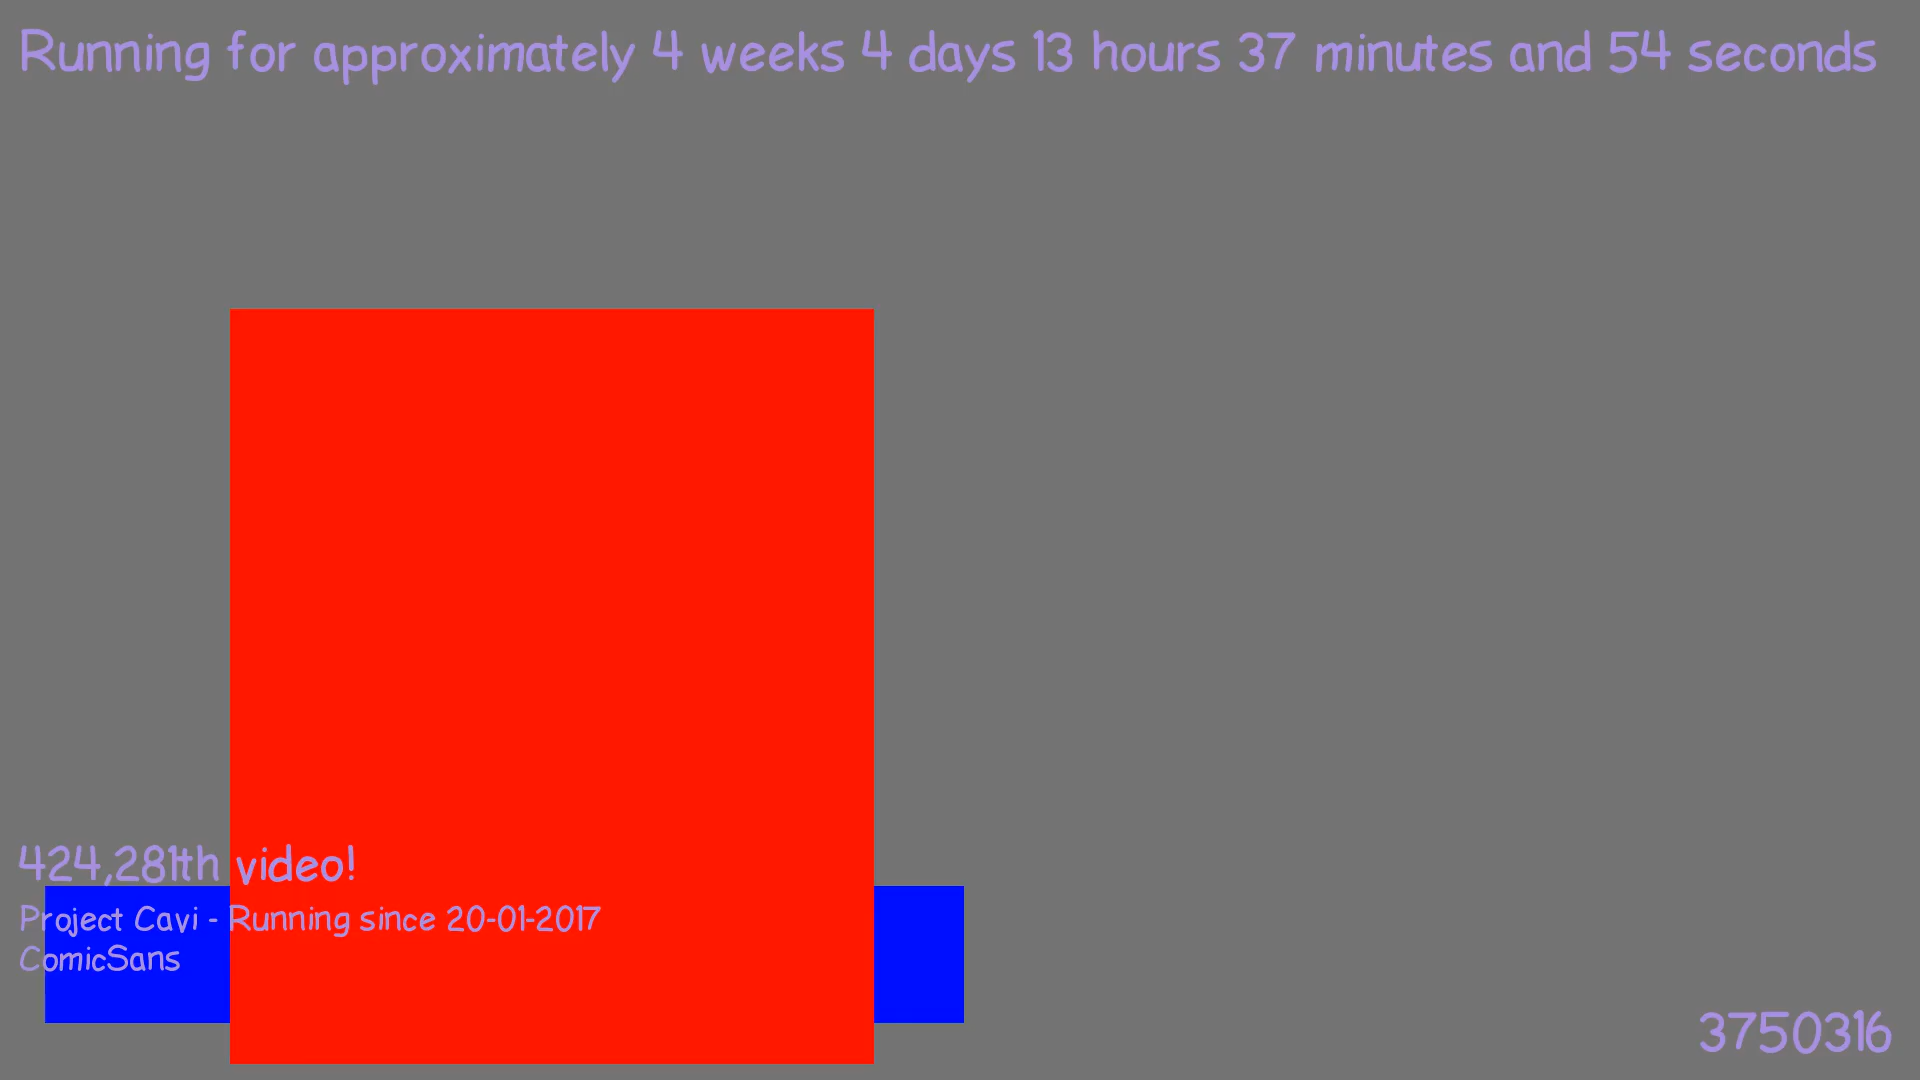 Running for approximately 4 weeks 4 days 13 hours 37 minutes and 54 seconds
424,281th video!
Project Cavi - Running since 20-01-2017
ComicSans
3750316